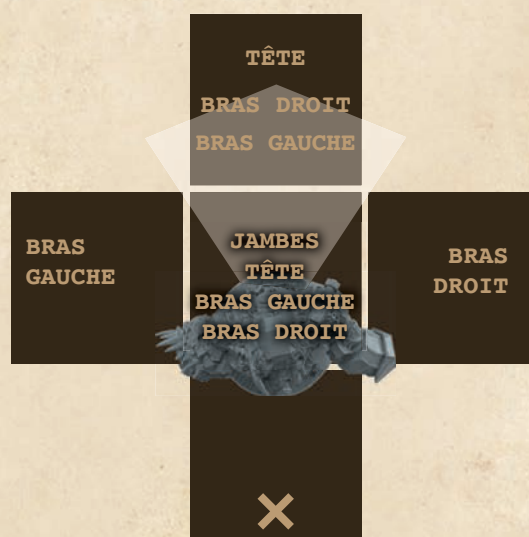 TÊTE
BRAS DROIT
BRAS GAUCHE
BRAS
GAUCHE
JAMBES
TÊTE
BRAS GAUCHE
BRAS DROIT
BRAS
DROIT